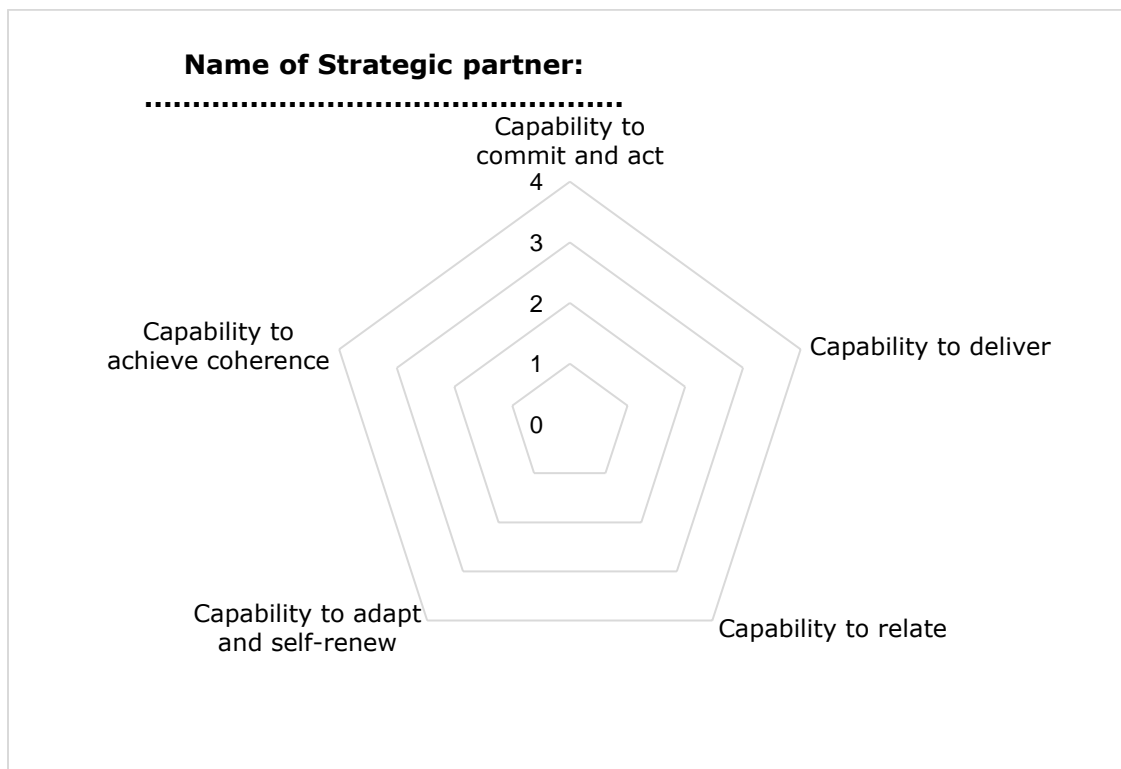 Name of Strategic partner:
..................................................
Capability to
commit and act
4
3
2
1
0
Capability to
achieve coherence
Capability to deliver
Capability to adapt
and self-renew
Capability to relate